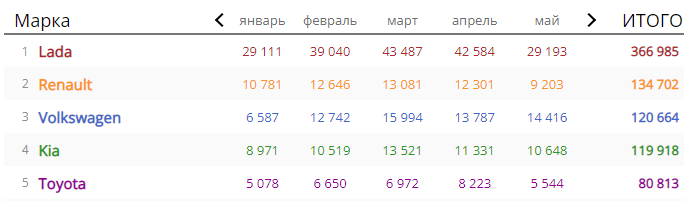 Марка январь февраль март апрель май ИТОГО
1 Lada 29 111 39 040 43 487 42 584 29 193 366 985
2 Renault 10 781 12 646 13 081 12 301 9 203 134 702
3 Volkswagen 6 587 12 742 15 994 13 787 14 416 120 664
4 Kia 8 971 10 519 13 521 11 331 10 648 119 918
5 Toyota 5 078 6 650 6 972 8 223 5 544 80 813